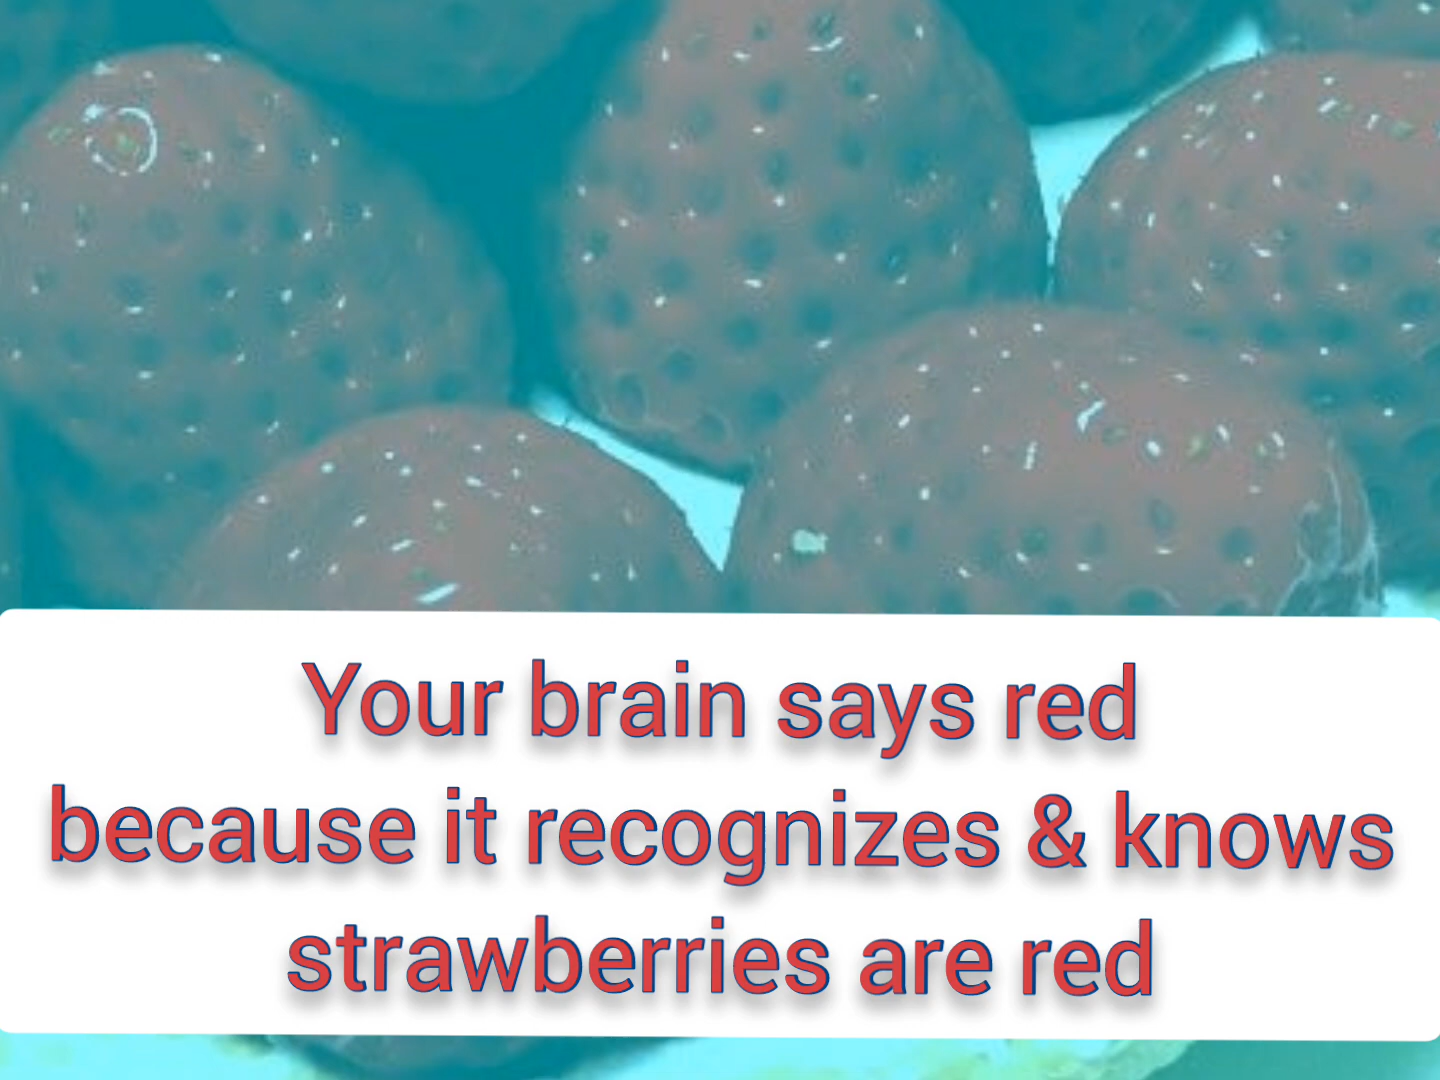 Your brain says red
because it recognizes & knows
strawberries are red